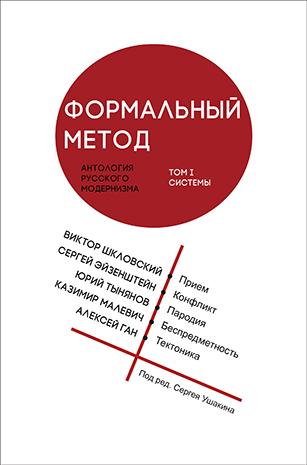 ФОРМАЛЬНЫЙ
МЕТОД
АНТОЛОГИЯ
РУССКОГО
МОДЕРНИЗМА
ТОМ I
СИСТЕМЫ
ВИКТОР ШКЛОВСКИЙ • Прием
СЕРГЕЙ ЭЙЗЕНШТЕЙН • Конфликт
ЮРИЙ ТЫНЯНОВ • Пародия
КАЗИМИР МАЛЕВИЧ • Беспредметность
АЛЕКСЕЙ ГАН • Тектоника
Под ред. Сергея Ушакина